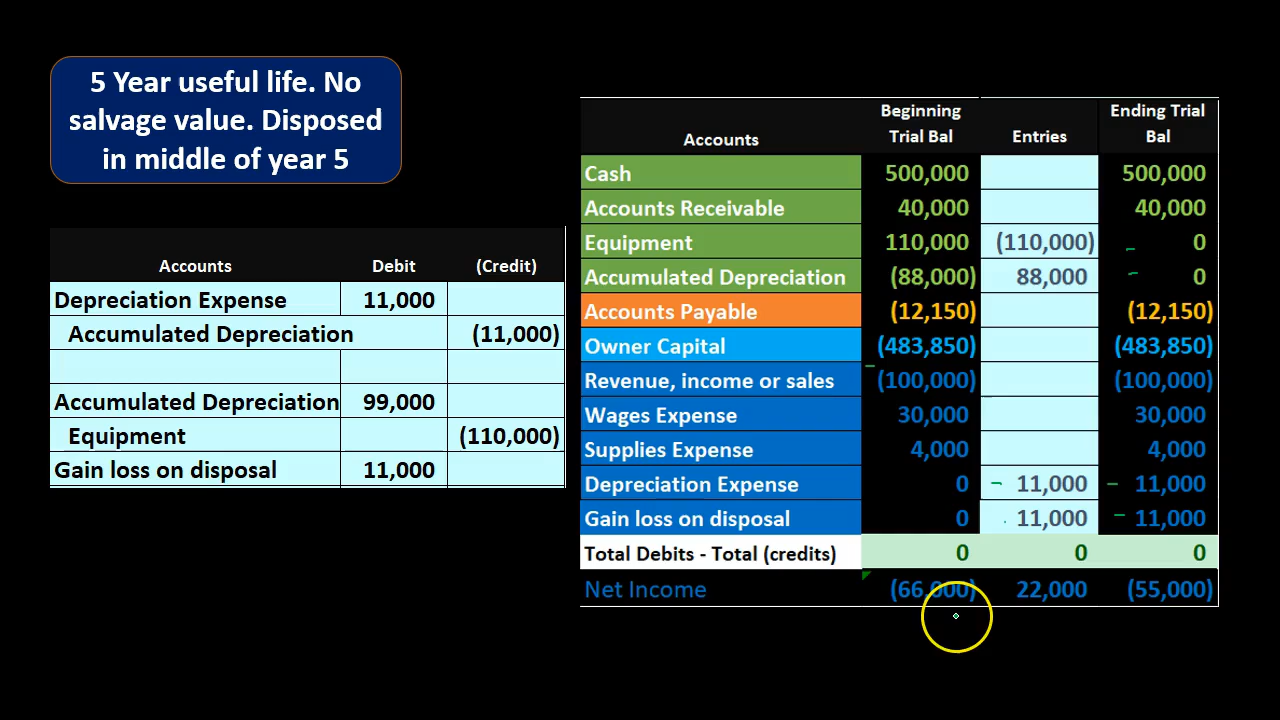 5 Year useful life. No
salvage value. Disposed
in middle of year 5
Accounts Debit (Credit)
Depreciation Expense 11,000
Accumulated Depreciation (11,000)
Accumulated Depreciation 99,000
Equipment (110,000)
Gain loss on disposal 11,000
Beginning Ending Trial
Accounts Trial Bal Entries Bal
Cash 500,000 500,000
Accounts Receivable 40,000 40,000
Equipment 110,000 (110,000) 0
Accumulated Depreciation (88,000) 88,000 0
Accounts Payable (12,150) (12,150)
Owner Capital (483,850) (483,850)
Revenue, income or sales (100,000) (100,000)
Wages Expense 30,000 30,000
Supplies Expense 4,000 4,000
Depreciation Expense 0 11,000 11,000
Gain loss on disposal 0 11,000 11,000
Total Debits - Total (credits) 0 0 0
Net Income (66,000) 22,000 (55,000)